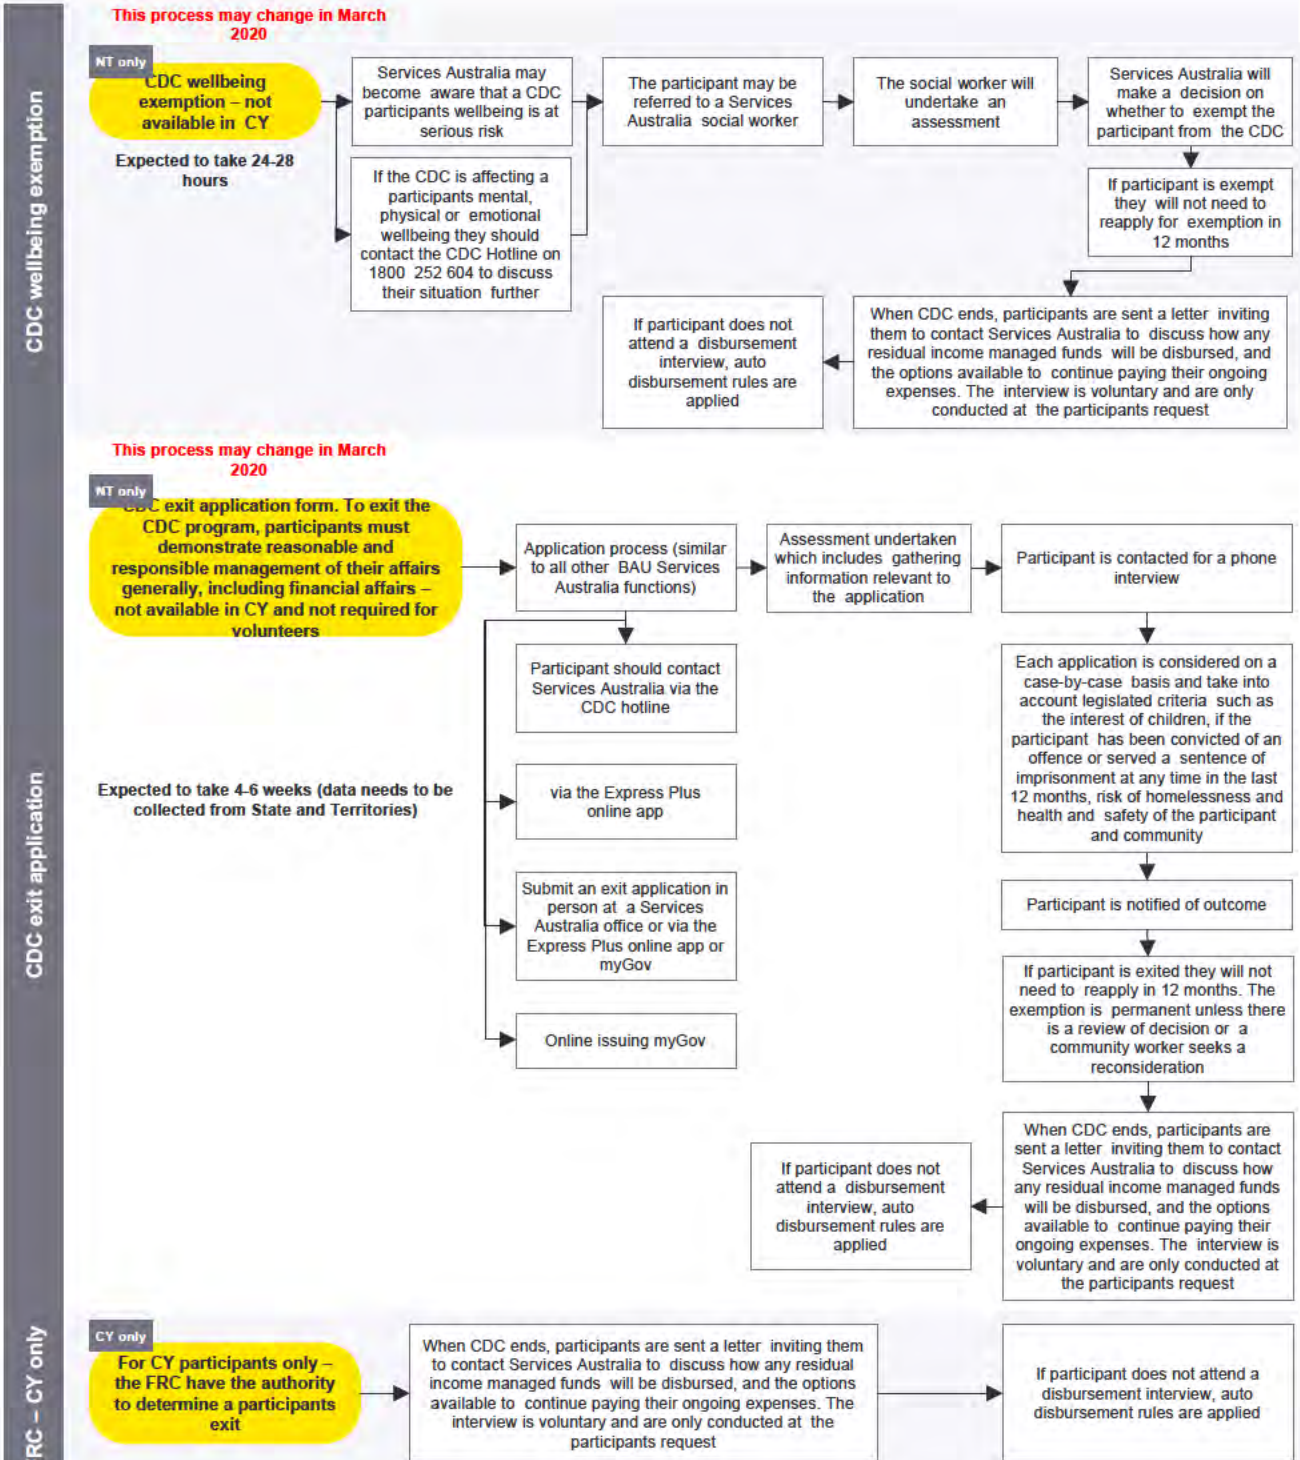 CDC wellbeing exemption
This process may change in March
2020
NT only
CDC wellbeing
exemption – not
available in CY
Expected to take 24-28
hours
Services Australia may
become aware that a CDC
participants wellbeing is at
serious risk
If the CDC is affecting a
participants mental,
physical or emotional
wellbeing they should
contact the CDC Hotline on
1800 252 604 to discuss
their situation further
The participant may be
referred to a Services
Australia social worker
The social worker will
undertake an
assessment
Services Australia will
make a decision on
whether to exempt the
participant from the CDC
If participant is exempt
they will not need to
reapply for exemption in
12 months
When CDC ends, participants are sent a letter inviting
them to contact Services Australia to discuss how any
residual income managed funds will be disbursed, and
the options available to continue paying their ongoing
expenses. The interview is voluntary and are only
conducted at the participants request
If participant does not
attend a disbursement
interview, auto
disbursement rules are
applied
CDC exit application
This process may change in March
2020
NT only
CDC exit application form. To exit the
CDC program, participants must
demonstrate reasonable and
responsible management of their affairs
generally, including financial affairs –
not available in CY and not required for
volunteers
Expected to take 4-6 weeks (data needs to be
collected from State and Territories)
Application process (similar
to all other BAU Services
Australia functions)
Participant should contact
Services Australia via the
CDC hotline
via the Express Plus
online app
Submit an exit application in
person at a Services
Australia office or via the
Express Plus online app or
myGov
Online issuing myGov
Assessment undertaken
which includes gathering
information relevant to
the application
Participant is contacted for a phone
interview
Each application is considered on a
case-by-case basis and take into
account legislated criteria such as
the interest of children, if the
participant has been convicted of an
offence or served a sentence of
imprisonment at any time in the last
12 months, risk of homelessness and
health and safety of the participant
and community
Participant is notified of outcome
If participant is exited they will not
need to reapply in 12 months. The
exemption is permanent unless there
is a review of decision or a
community worker seeks a
reconsideration
When CDC ends, participants are
sent a letter inviting them to contact
Services Australia to discuss how
any residual income managed funds
will be disbursed, and the options
available to continue paying their
ongoing expenses. The interview is
voluntary and are only conducted at
the participants request
If participant does not
attend a disbursement
interview, auto
disbursement rules are
applied
RC – CY only
CY only
For CY participants only –
the FRC have the authority
to determine a participants
exit
When CDC ends, participants are sent a letter inviting them
to contact Services Australia to discuss how any residual
income managed funds will be disbursed, and the options
available to continue paying their ongoing expenses. The
interview is voluntary and are only conducted at the
participants request
If participant does not attend a
disbursement interview, auto
disbursement rules are applied